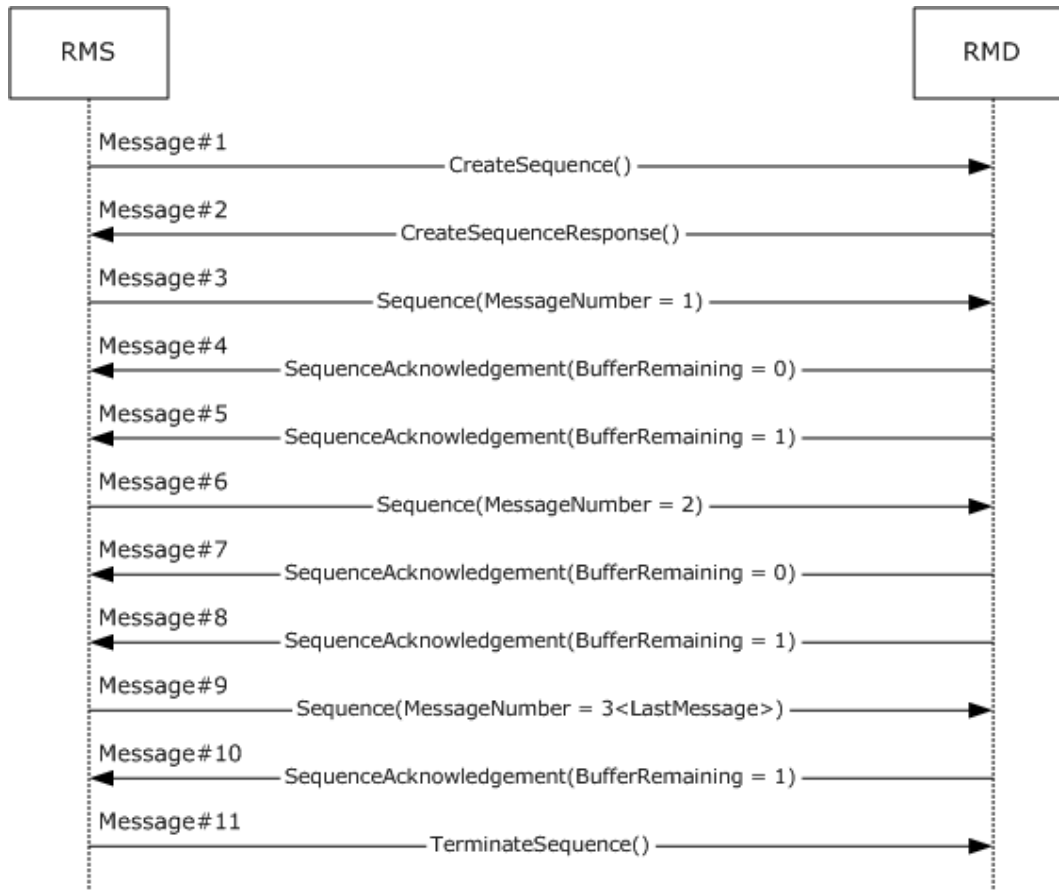 RMS
RMD
Message#1
CreateSequence()
Message#2
CreateSequenceResponse()
Message#3
Sequence(MessageNumber = 1)
Message#4
SequenceAcknowledgement(BufferRemaining = 0)
Message#5
SequenceAcknowledgement(BufferRemaining = 1)
Message#6
Sequence(MessageNumber = 2)
Message#7
SequenceAcknowledgement(BufferRemaining = 0)
Message#8
SequenceAcknowledgement(BufferRemaining = 1)
Message#9
Sequence(MessageNumber = 3<LastMessage>)
Message#10
SequenceAcknowledgement(BufferRemaining = 1)
Message#11
TerminateSequence()